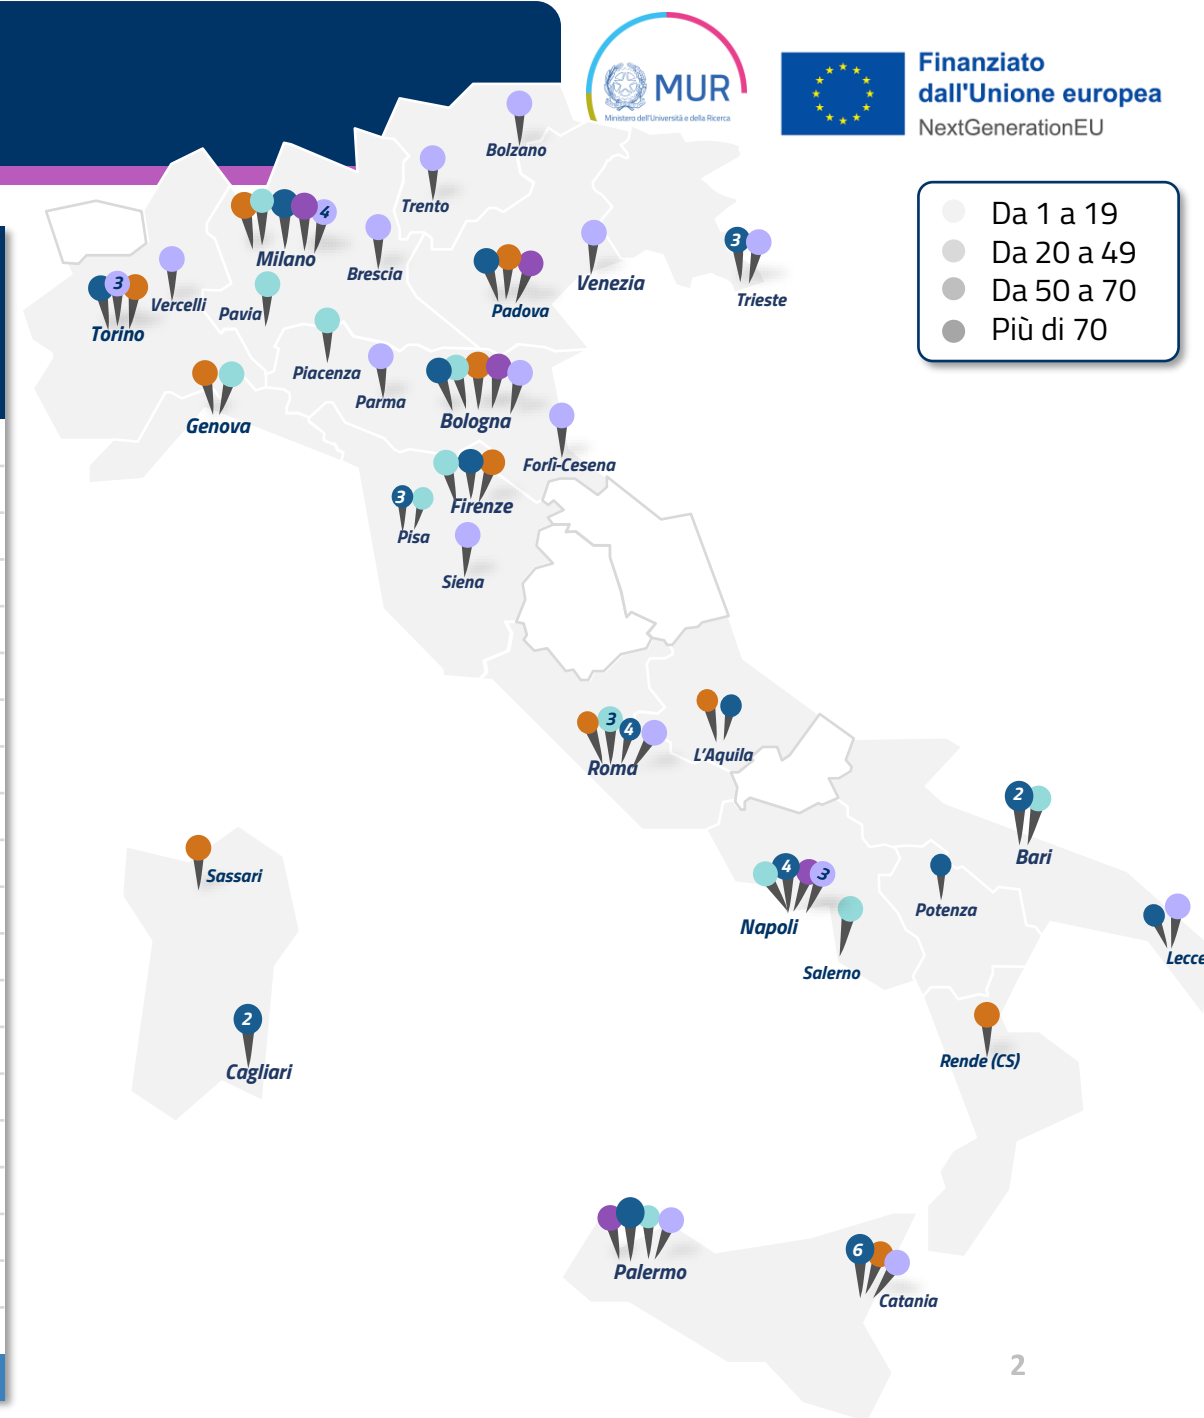 MUR
Ministero dell'Università e della Ricerca
Finanziato
dall'Unione europea
NextGenerationEU
Da 1 a 19
Da 20 a 49
Da 50 a 70
Più di 70
Bolzano
Trento
4
Milano
Brescia
Venezia
3
Trieste
3
Torino
Vercelli
Pavia
Padova
Piacenza
Parma
Genova
Bologna
Forlì-Cesena
Firenze
3
Pisa
Siena
3
4
Roma
L'Aquila
2
Bari
Sassari
4
3
Napoli
Potenza
Salerno
Lecce
2
Cagliari
Rende (CS)
Palermo
6
Catania
2